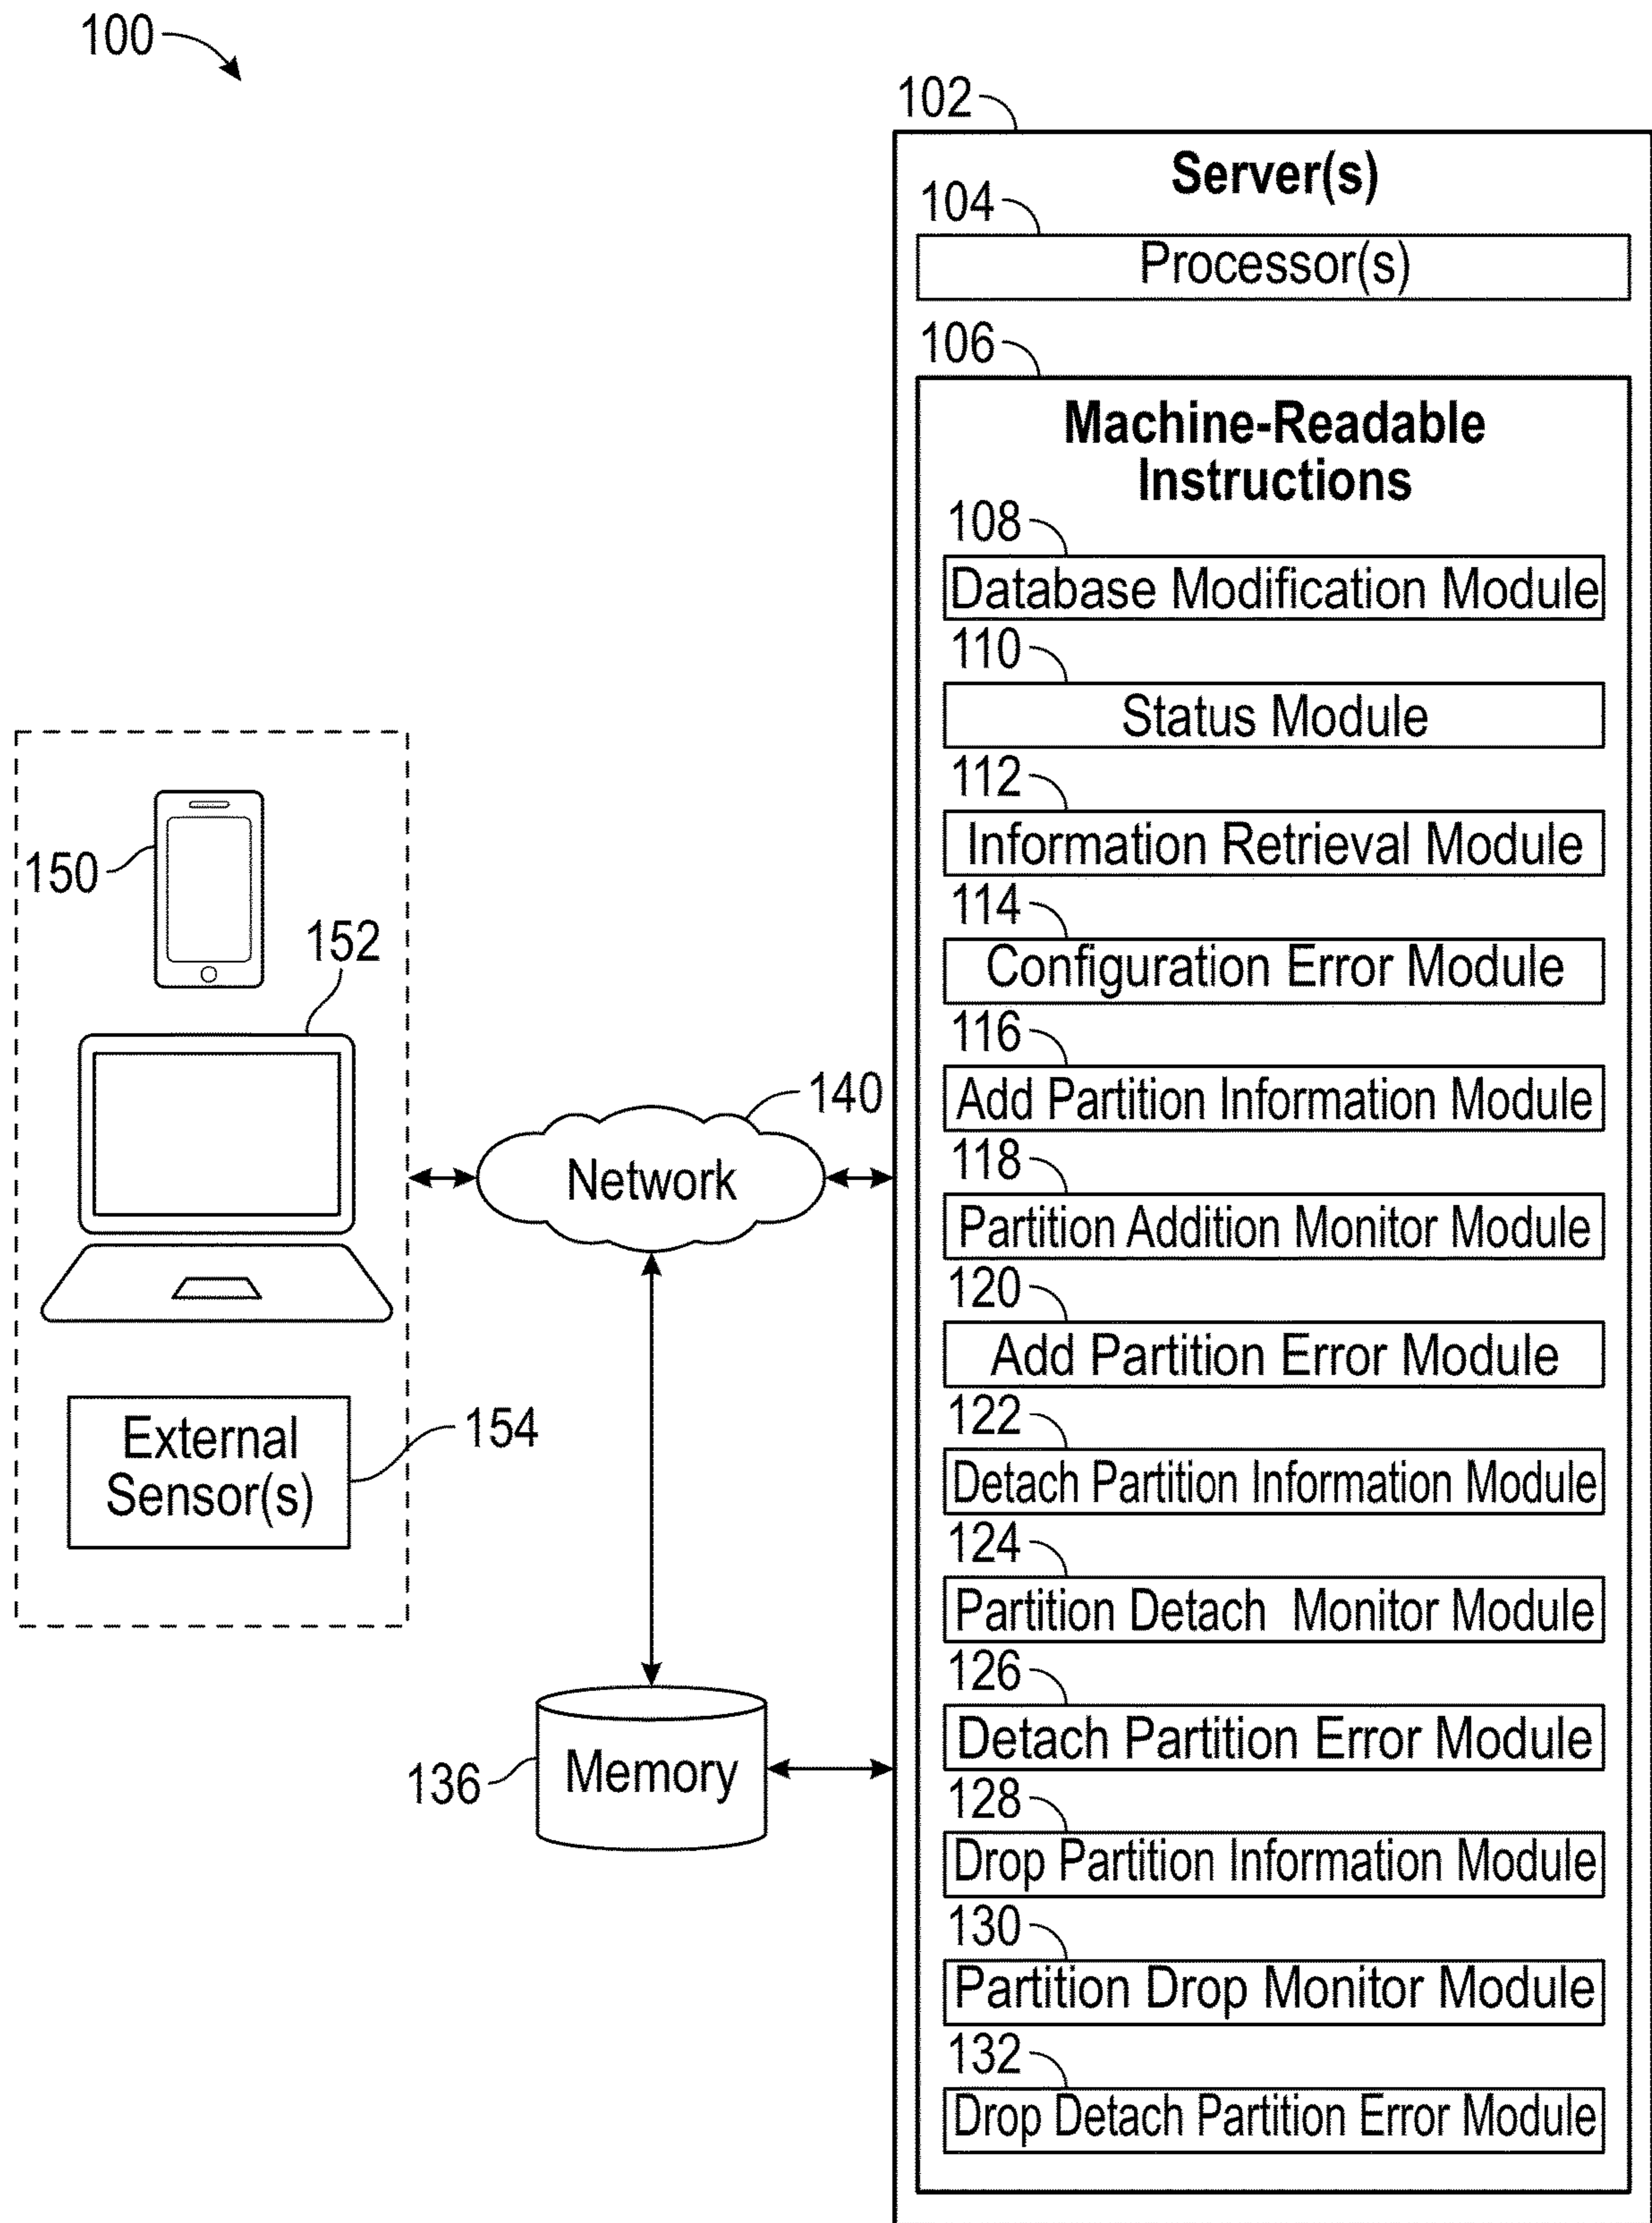 100
102
Server(s)
104
Processor(s)
106
Machine-Readable
Instructions
108
Database Modification Module
110
Status Module
112
Information Retrieval Module
114
Configuration Error Module
116
Add Partition Information Module
118
Partition Addition Monitor Module
120
Add Partition Error Module
122
Detach Partition Information Module
124
Partition Detach Monitor Module
126
Detach Partition Error Module
128
Drop Partition Information Module
130
Partition Drop Monitor Module
132
Drop Detach Partition Error Module
150
152
External
Sensor(s)
154
140
Network
136
Memory